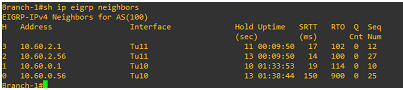 Branch-1#sh ip eigrp neighbors
EIGRP-IPv4 Neighbors for AS(100)
H Address Interface Hold Uptime SRTT RTO Q Seq
(sec) (ms) Cnt Num
3 10.60.2.1 Tu11 11 00:09:50 17 102 0 12
2 10.60.2.56 Tu11 13 00:09:50 14 100 0 27
1 10.60.0.1 Tu10 10 01:33:53 19 114 0 10
0 10.60.0.56 Tu10 13 01:38:44 150 900 0 25
Branch-1#